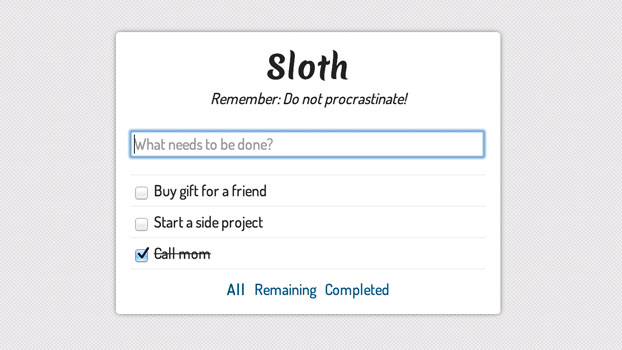 Sloth
Remember: Do not procrastinate!
What needs to be done?
Buy gift for a friend
Start a side project
Call mom
All Remaining Completed